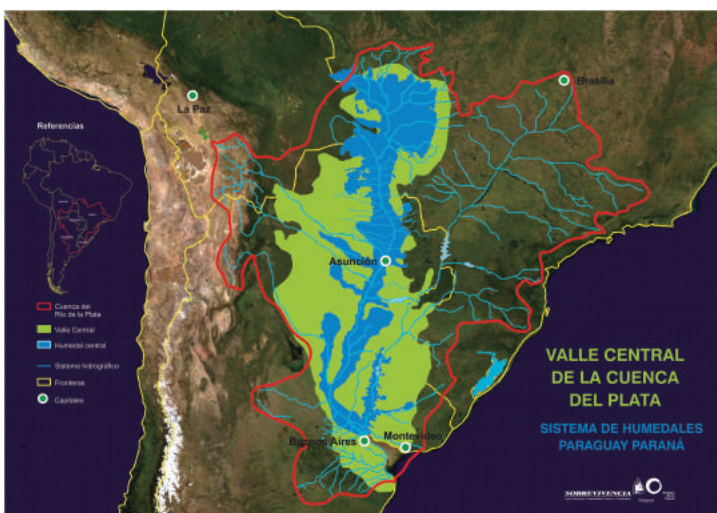 Brasilia
La Paz
Referencias
Asunción
Cuenca del
Río de la Plata
Valle Central
Humedal central
Sistema hidrográfico
Fronteras
Capitales
VALLE CENTRAL
DE LA CUENCA
DEL PLATA
SISTEMA DE HUMEDALES
PARAGUAY PARANÁ
Buenos Aires
Montevideo
SOBREVIVENCIA